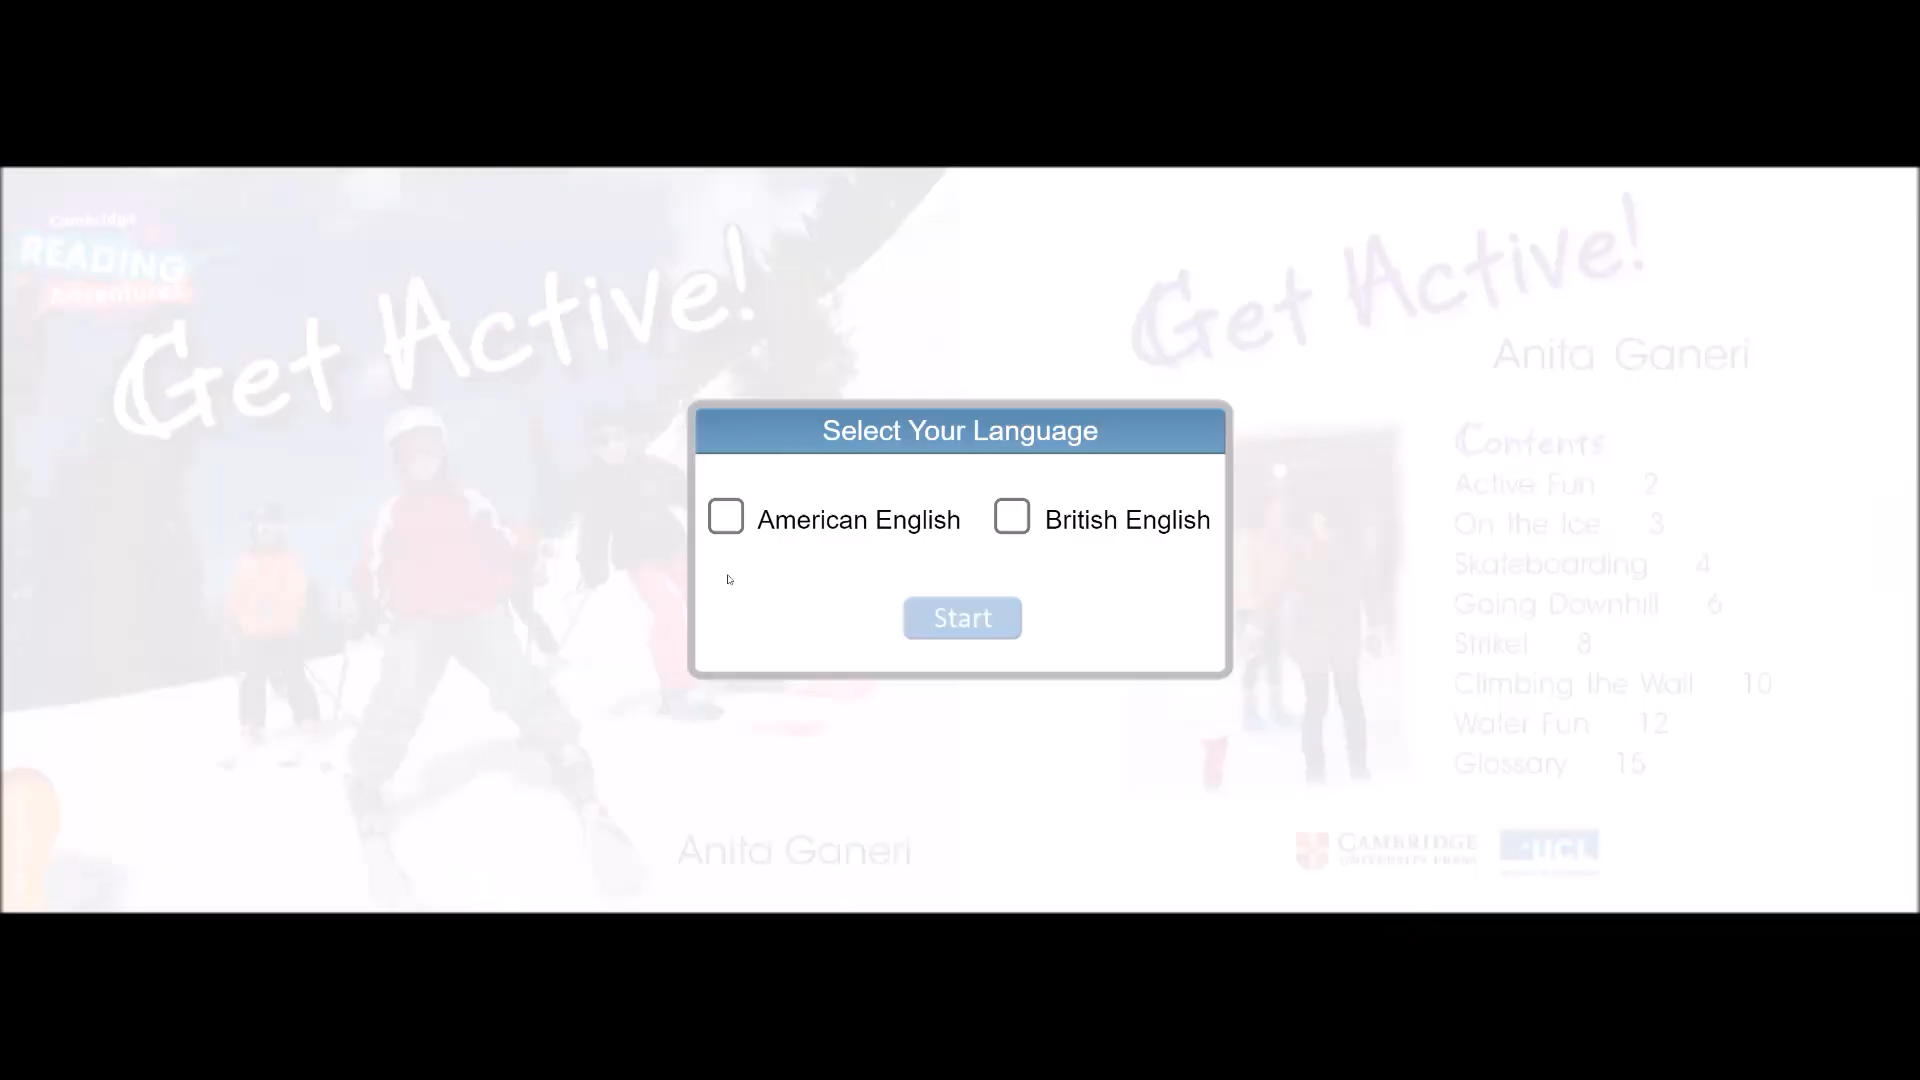 Cambridge
READING
Adventures
Get Active!
Anita Ganeri
Get Active!
Anita Ganeri
Contents
Active Fun 2
On the Ice 3
Skateboarding 4
Going Downhill 6
Strike! 8
Climbing the Wall 10
Water Fun 12
Glossary 15
CAMBRIDGE
UNIVERSITY PRESS
UCL
Select Your Language
American English
British English
Start